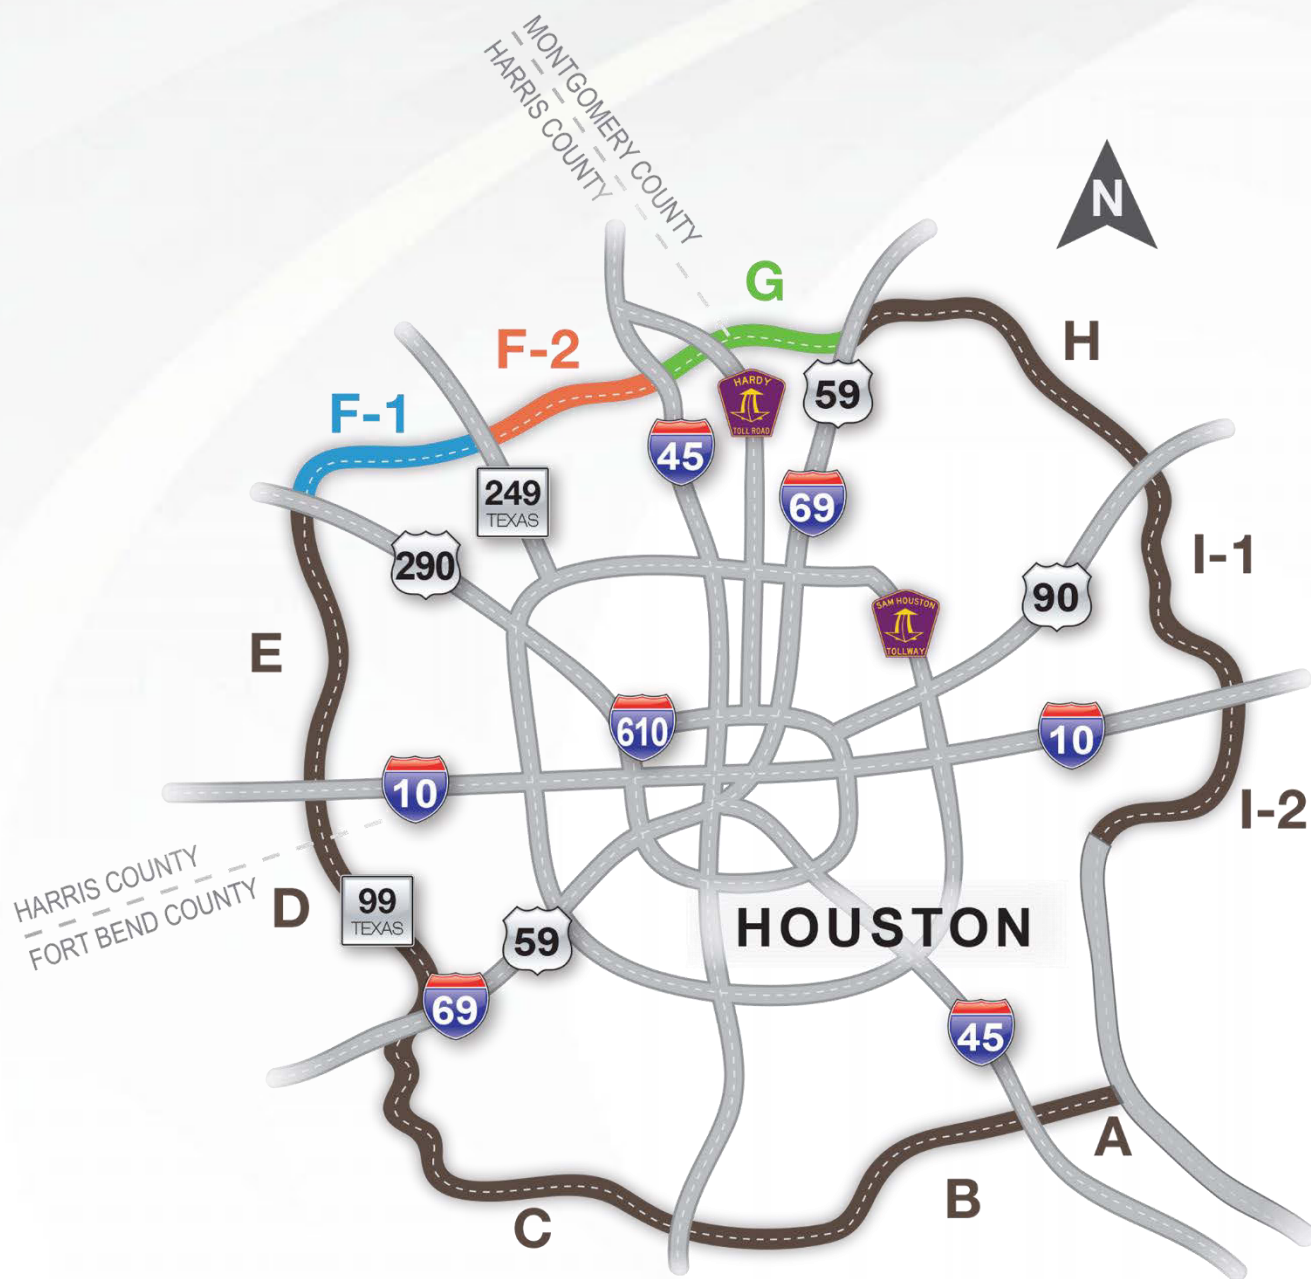 MONTGOMERY COUNTY
HARRIS COUNTY
N
G
F-2
H
F-1
HARDY
TOLL ROAD
59
45
249
TEXAS
69
I-1
290
90
SAM HOUSTON
TOLLWAY
E
610
10
10
I-2
HARRIS COUNTY
FORT BEND COUNTY
D
99
TEXAS
59
HOUSTON
69
45
A
B
C